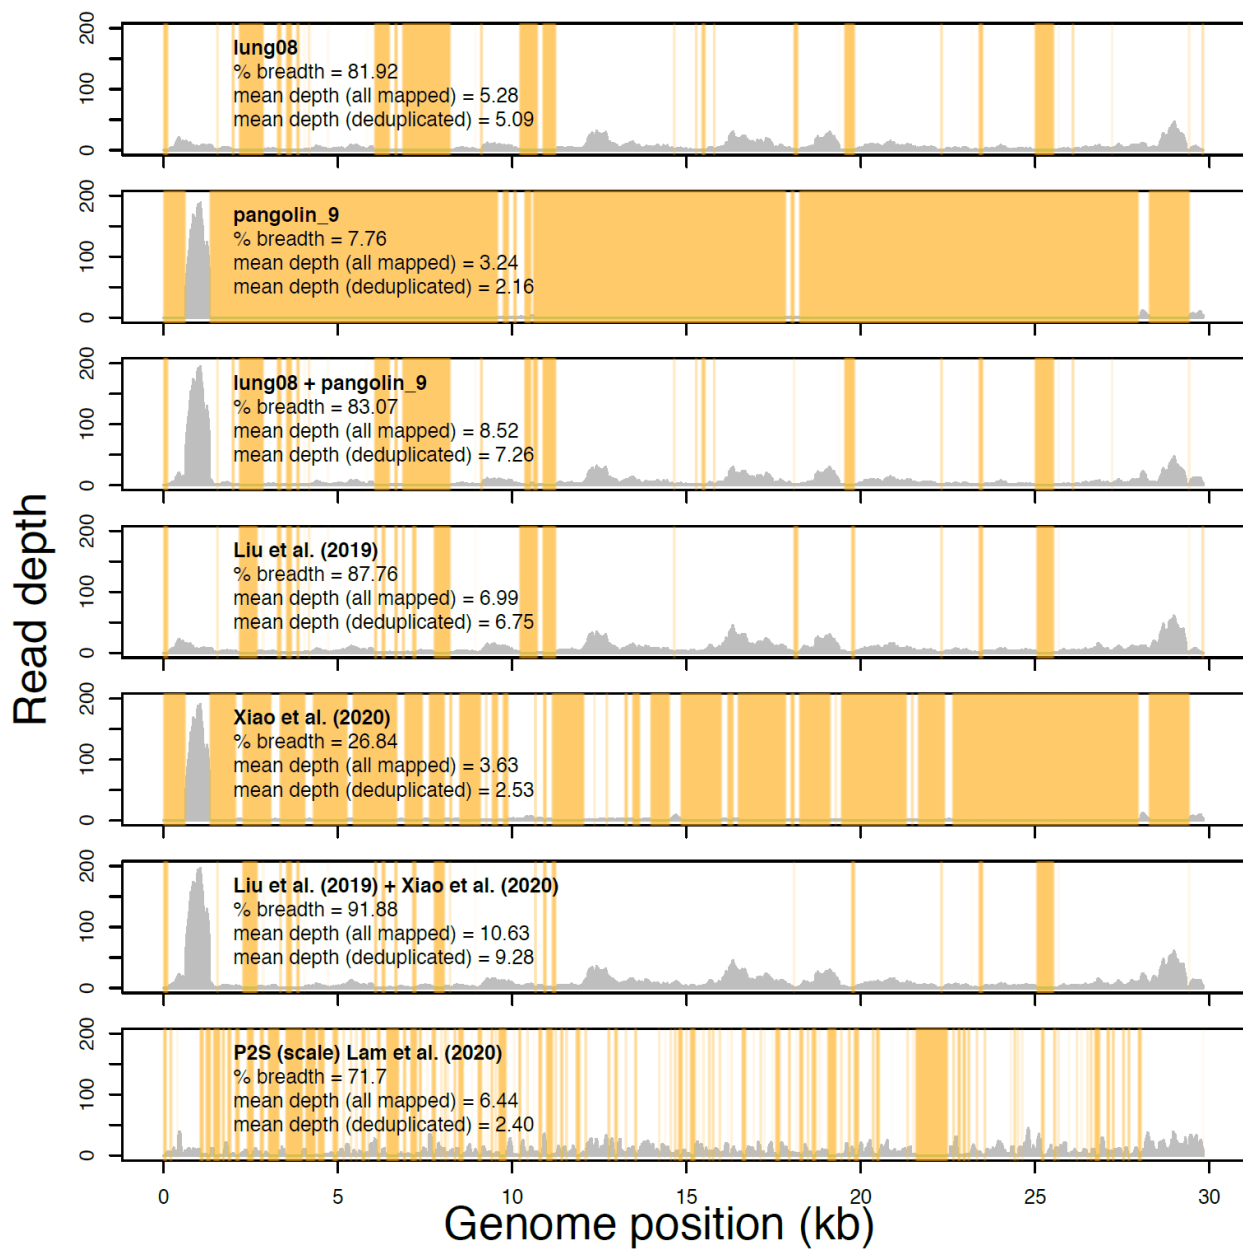 Read depth
200
100
0
lung08
% breadth = 81.92
mean depth (all mapped) = 5.28
mean depth (deduplicated) = 5.09
200
100
0
pangolin_9
% breadth = 7.76
mean depth (all mapped) = 3.24
mean depth (deduplicated) = 2.16
200
100
0
lung08 + pangolin_9
% breadth = 83.07
mean depth (all mapped) = 8.52
mean depth (deduplicated) = 7.26
200
100
0
Liu et al. (2019)
% breadth = 87.76
mean depth (all mapped) = 6.99
mean depth (deduplicated) = 6.75
200
100
0
Xiao et al. (2020)
% breadth = 26.84
mean depth (all mapped) = 3.63
mean depth (deduplicated) = 2.53
200
100
0
Liu et al. (2019) + Xiao et al. (2020)
% breadth = 91.88
mean depth (all mapped) = 10.63
mean depth (deduplicated) = 9.28
200
100
0
P2S (scale) Lam et al. (2020)
% breadth = 71.7
mean depth (all mapped) = 6.44
mean depth (deduplicated) = 2.40
0 5 10 15 20 25 30
Genome position (kb)